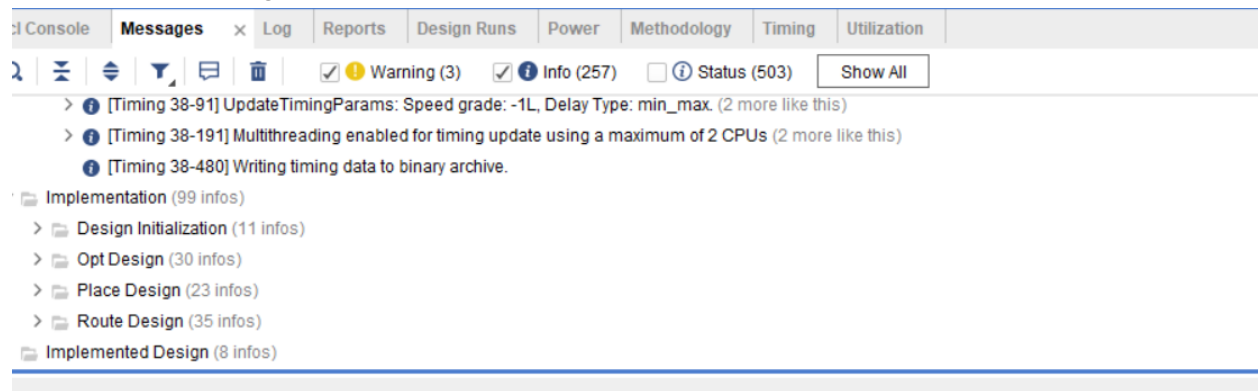 cl Console Messages × Log Reports Design Runs Power Methodology Timing Utilization
Warning (3) Info (257) Status (503) Show All
[Timing 38-91] UpdateTimingParams: Speed grade: -1L, Delay Type: min_max. (2 more like this)
[Timing 38-191] Multithreading enabled for timing update using a maximum of 2 CPUs (2 more like this)
[Timing 38-480] Writing timing data to binary archive.
Implementation (99 infos)
Design Initialization (11 infos)
Opt Design (30 infos)
Place Design (23 infos)
Route Design (35 infos)
Implemented Design (8 infos)